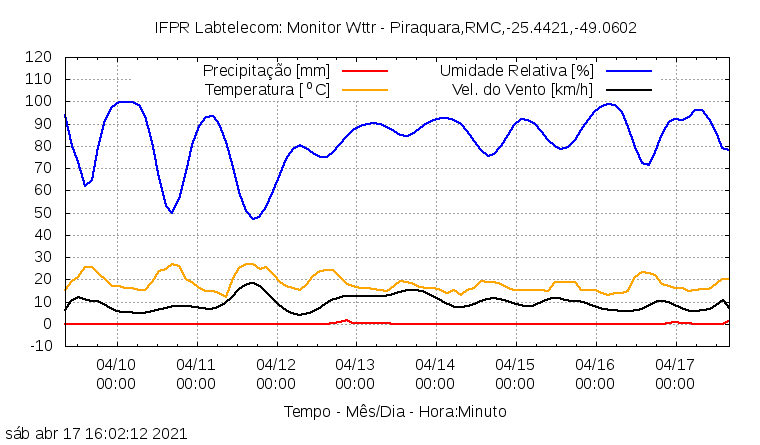 IFPR Labtelecom: Monitor Wttr - Piraquara,RMC,-25.4421,-49.0602
Precipitação [mm] Umidade Relativa [%]
Temperatura [ ⁰C] Vel. do Vento [km/h]
120
110
100
90
80
70
60
50
40
30
20
10
0
-10
04/10 04/11 04/12 04/13 04/14 04/15 04/16 04/17
00:00 00:00 00:00 00:00 00:00 00:00 00:00 00:00
Tempo - Mês/Dia - Hora:Minuto
sáb abr 17 16:02:12 2021